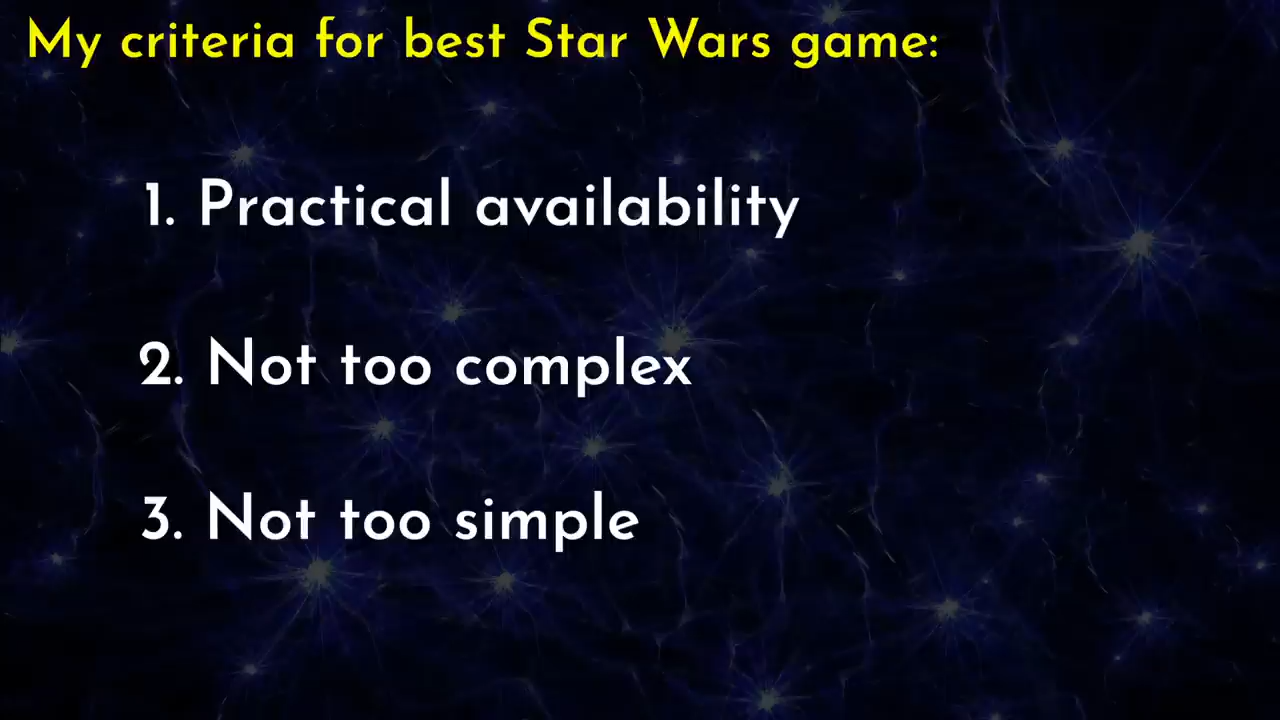 My criteria for best Star Wars game:
1. Practical availability
2. Not too complex
3. Not too simple